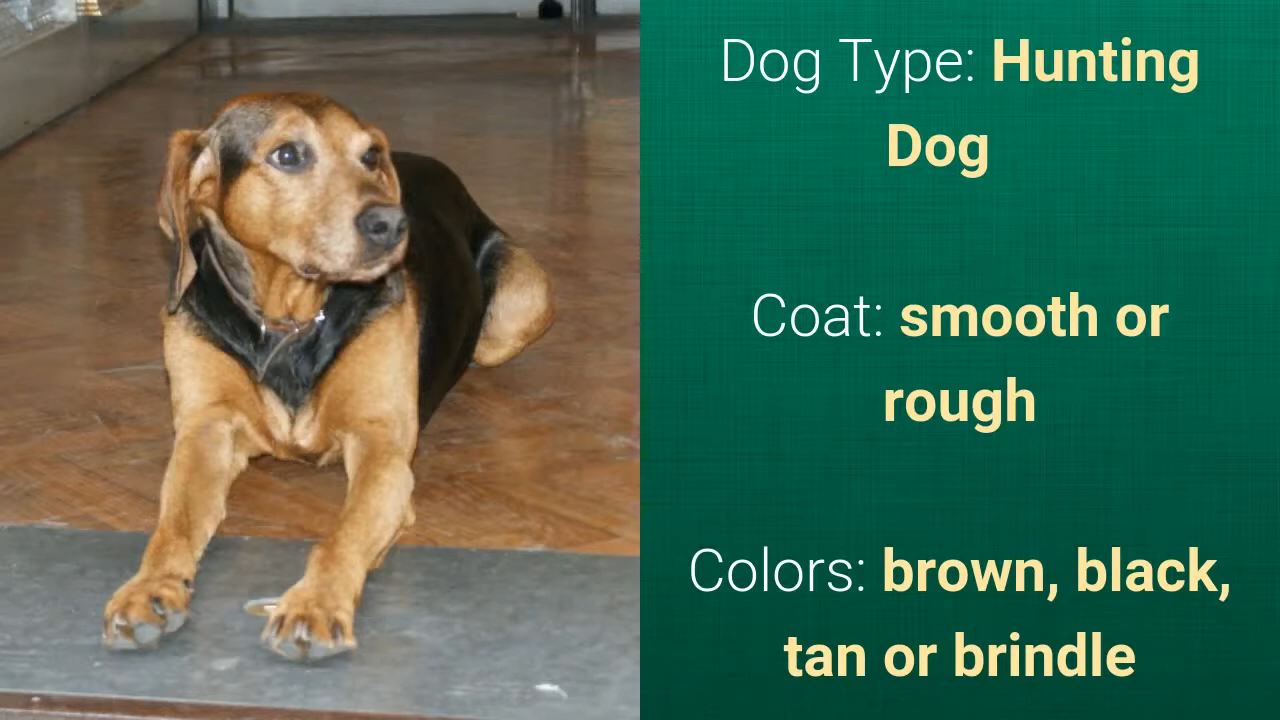 Dog Type: Hunting
Dog
Coat: smooth or
rough
Colors: brown, black,
tan or brindle